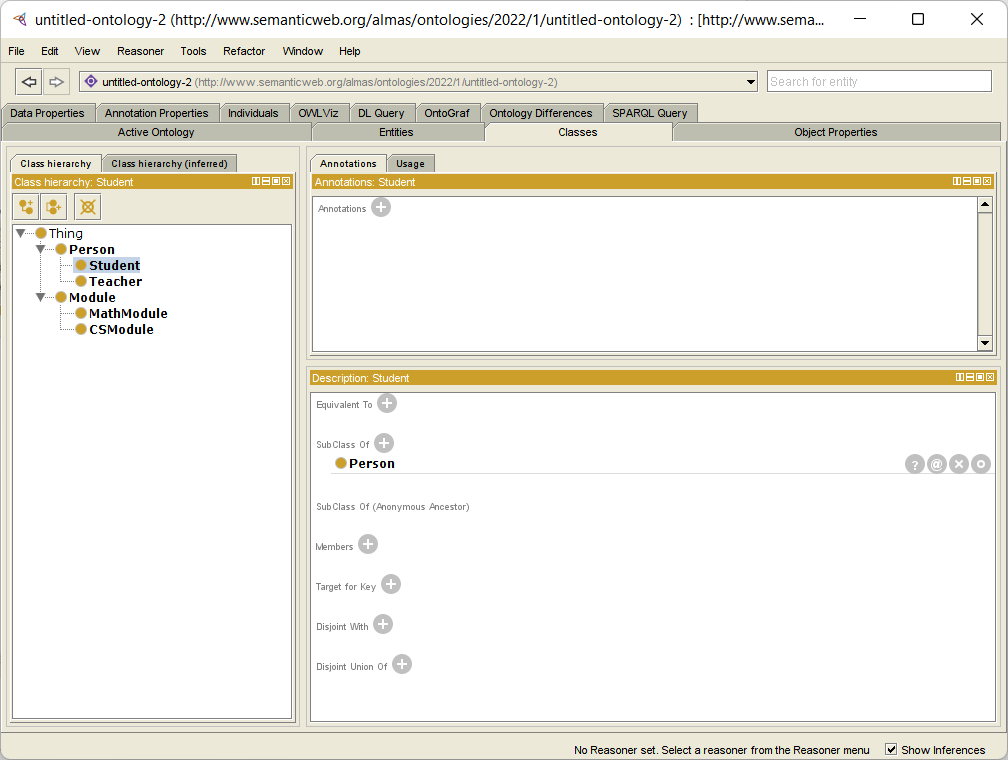 untitled-ontology-2 (http://www.semanticweb.org/almas/ontologies/2022/1/untitled-ontology-2) : [http://www.sema...
File Edit View Reasoner Tools Refactor Window Help
untitled-ontology-2 (http://www.semanticweb.org/almas/ontologies/2022/1/untitled-ontology-2)
Search for entity
Data Properties Annotation Properties Individuals OWLViz DL Query OntoGraf Ontology Differences SPARQL Query
Active Ontology Entities Classes Object Properties
Class hierarchy Class hierarchy (inferred)
Class hierarchy: Student
Thing
Person
Student
Teacher
Module
MathModule
CSModule
Annotations Usage
Annotations: Student
Annotations
Description: Student
Equivalent To
SubClass Of
Person
? @ x o
SubClass Of (Anonymous Ancestor)
Members
Target for Key
Disjoint With
Disjoint Union Of
No Reasoner set. Select a reasoner from the Reasoner menu Show Inferences